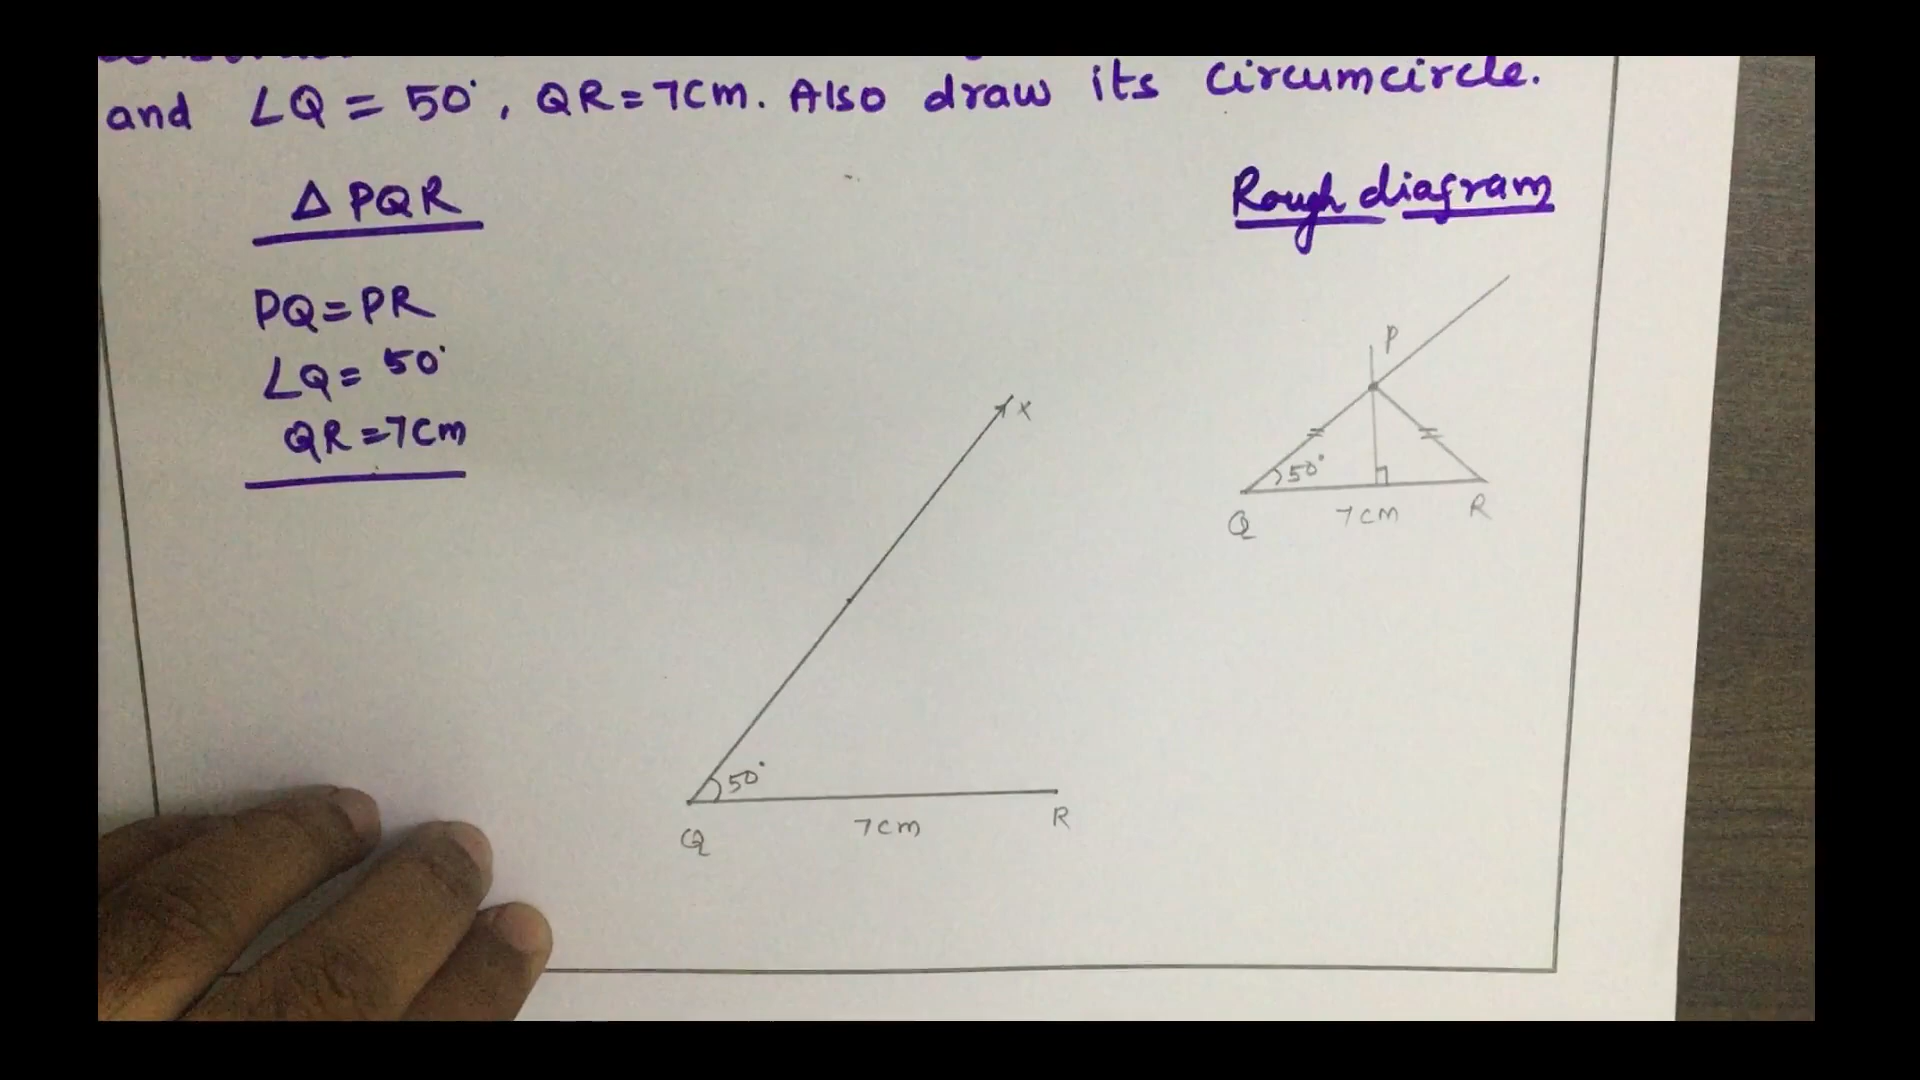 and ∠Q = 50°, QR = 7cm. Also draw its circumcircle.
Δ PQR
PQ = PR
∠Q = 50°
QR = 7cm
Rough diagram
P
50°
Q
7cm
R
X
50°
Q
7cm
R